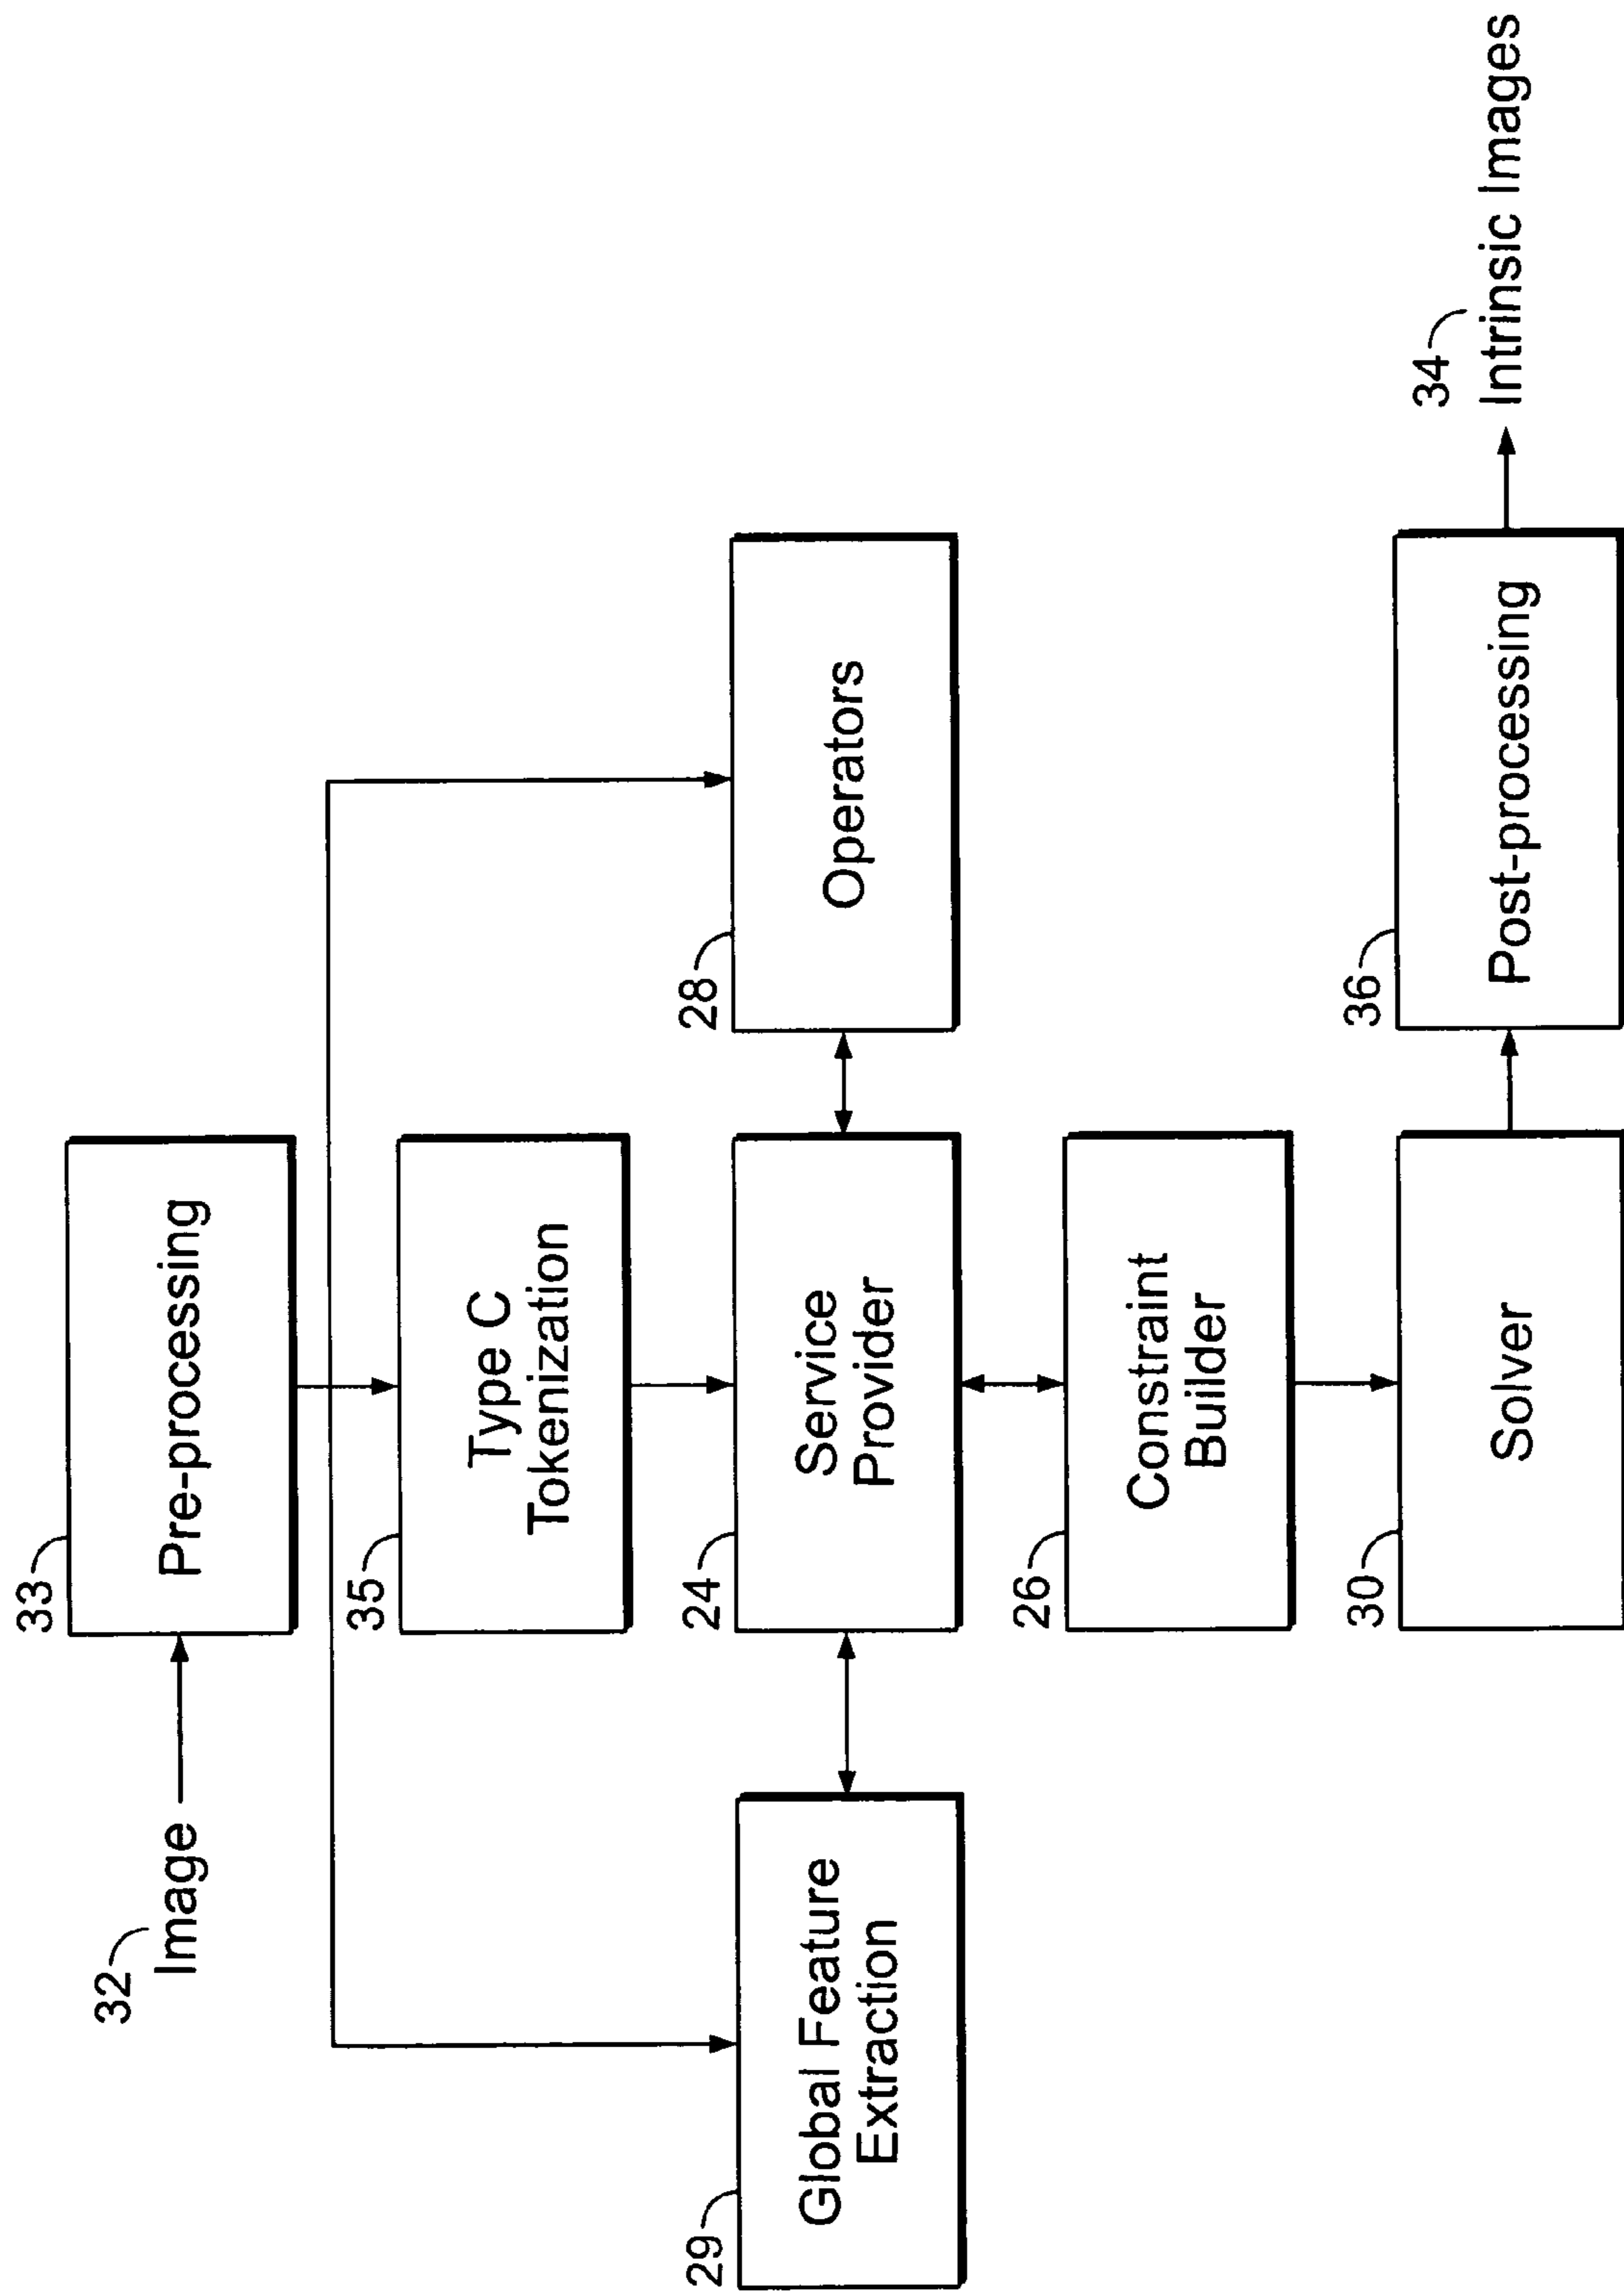 32
Image
33
Pre-processing
35
Type C
Tokenization
29
Global Feature
Extraction
24
Service
Provider
28
Operators
26
Constraint
Builder
30
Solver
36
Post-processing
34
Intrinsic Images